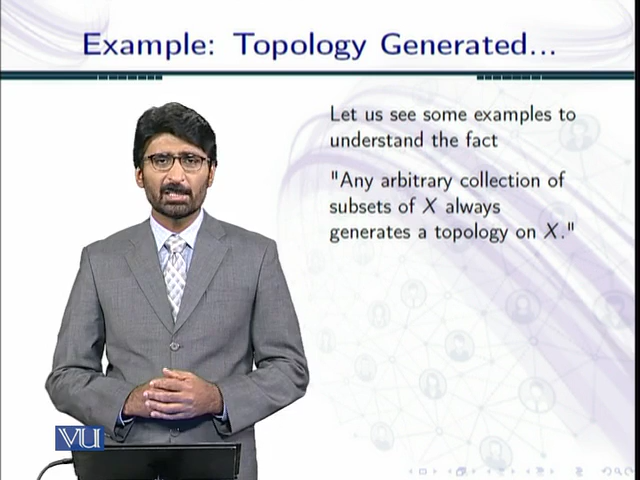 Example: Topology Generated...
Let us see some examples to
understand the fact
"Any arbitrary collection of
subsets of X always
generates a topology on X."
VU